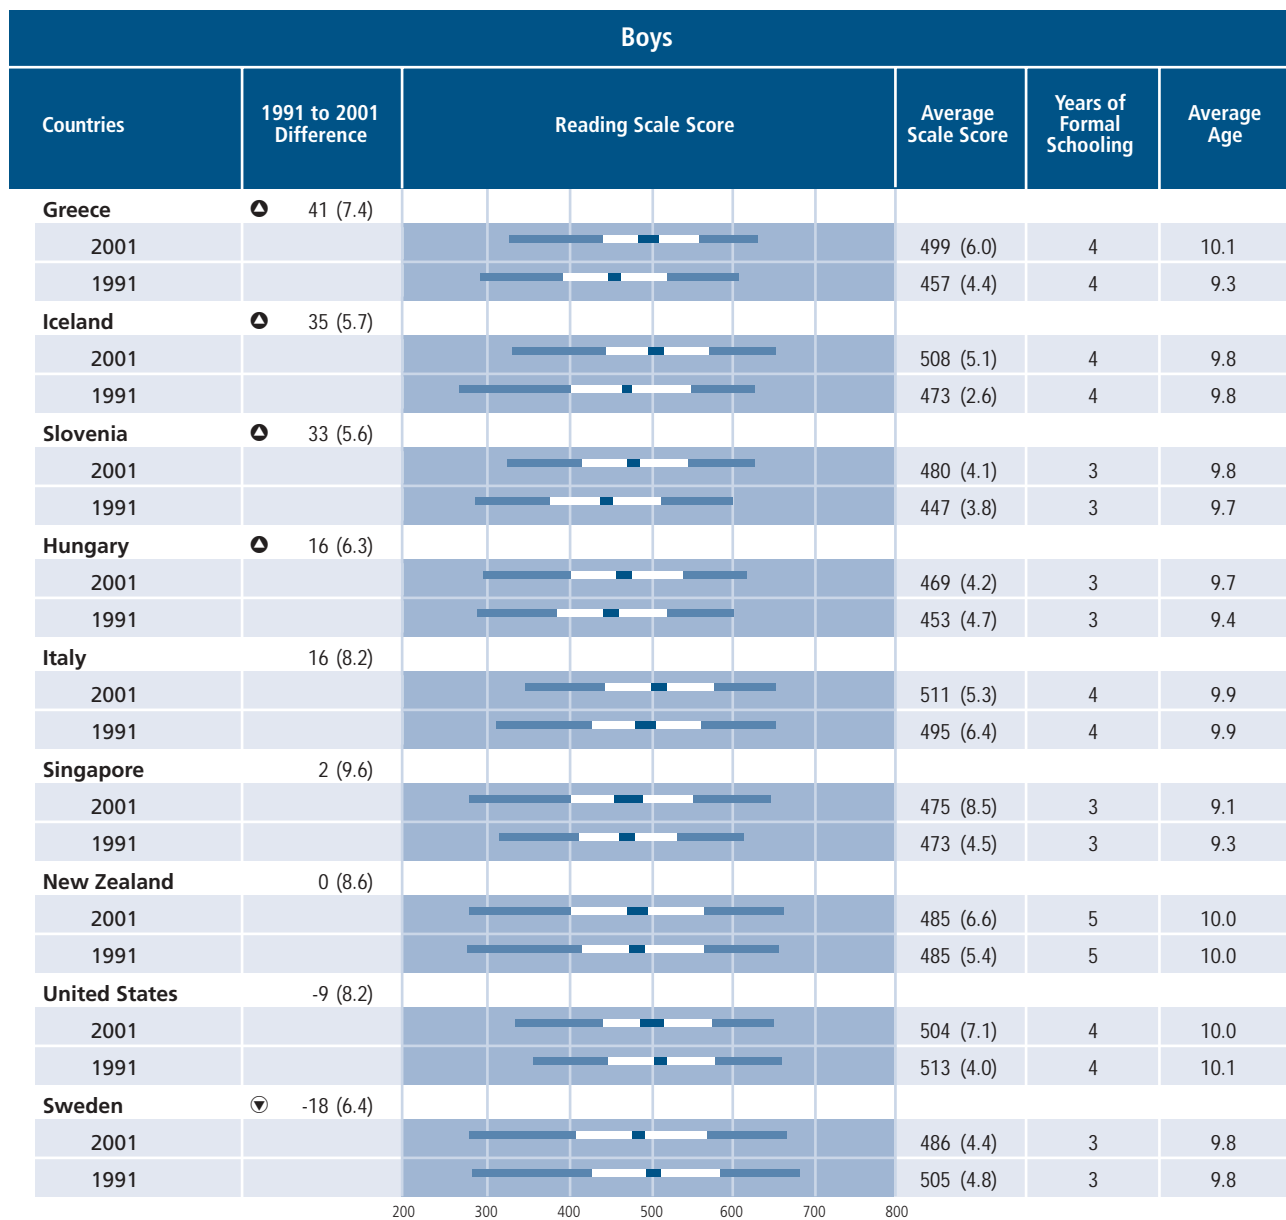 Boys
Countries
1991 to 2001
Difference
Reading Scale Score
Average
Scale Score
Years of
Formal
Schooling
Average
Age
Greece 41 (7.4)
2001 499 (6.0) 4 10.1
1991 457 (4.4) 4 9.3
Iceland 35 (5.7)
2001 508 (5.1) 4 9.8
1991 473 (2.6) 4 9.8
Slovenia 33 (5.6)
2001 480 (4.1) 3 9.8
1991 447 (3.8) 3 9.7
Hungary 16 (6.3)
2001 469 (4.2) 3 9.7
1991 453 (4.7) 3 9.4
Italy 16 (8.2)
2001 511 (5.3) 4 9.9
1991 495 (6.4) 4 9.9
Singapore 2 (9.6)
2001 475 (8.5) 3 9.1
1991 473 (4.5) 3 9.3
New Zealand 0 (8.6)
2001 485 (6.6) 5 10.0
1991 485 (5.4) 5 10.0
United States -9 (8.2)
2001 504 (7.1) 4 10.0
1991 513 (4.0) 4 10.1
Sweden -18 (6.4)
2001 486 (4.4) 3 9.8
1991 505 (4.8) 3 9.8
200 300 400 500 600 700 800